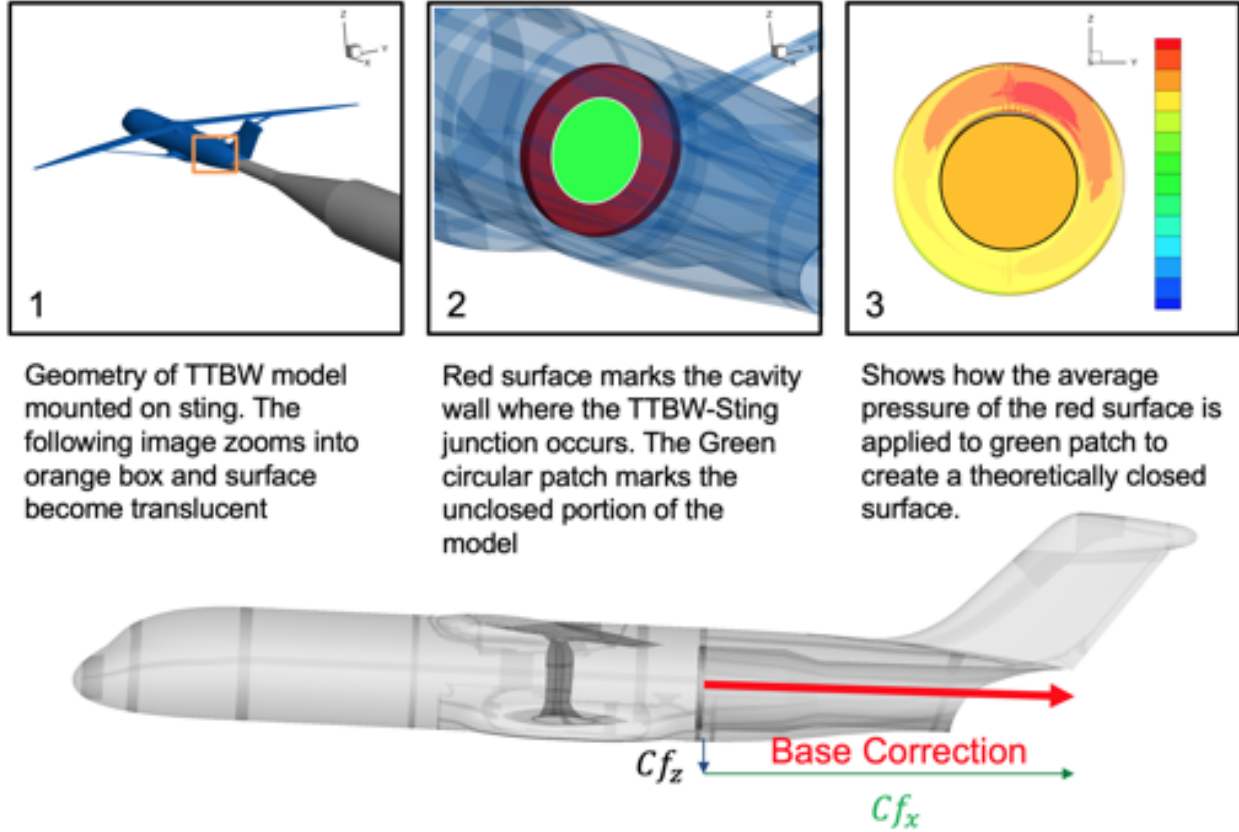 1
2
3
Z
Y
X
Z
Y
X
Z
Y
Geometry of TTBW model
mounted on sting. The
following image zooms into
orange box and surface
become translucent
Red surface marks the cavity
wall where the TTBW-Sting
junction occurs. The Green
circular patch marks the
unclosed portion of the
model
Shows how the average
pressure of the red surface is
applied to green patch to
create a theoretically closed
surface.
Base Correction
Cf_z
Cf_x